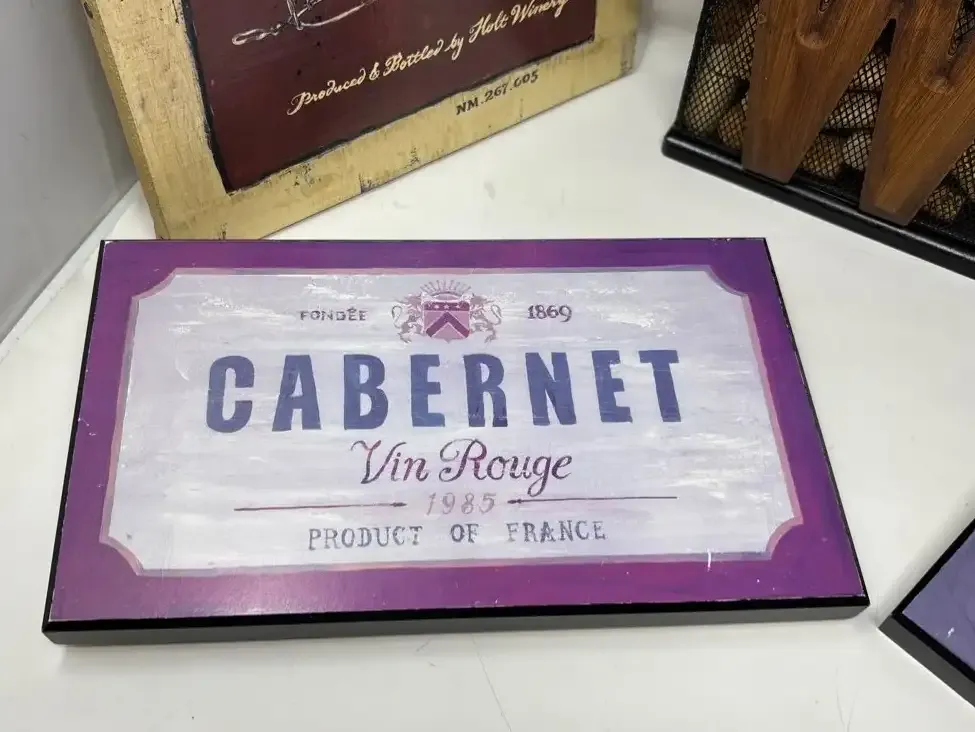 Produced & Bottled by Holt Winery
NM.267.605
FONDÉE 1869
CABERNET
Vin Rouge
1985
PRODUCT OF FRANCE